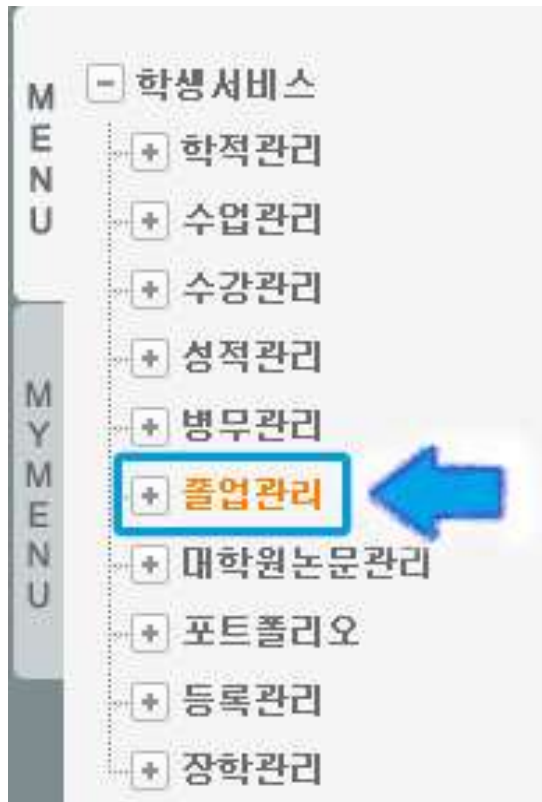 MENU
MYMENU
학생서비스
학적관리
수업관리
수강관리
성적관리
병무관리
졸업관리
대학원논문관리
포트폴리오
등록관리
장학관리